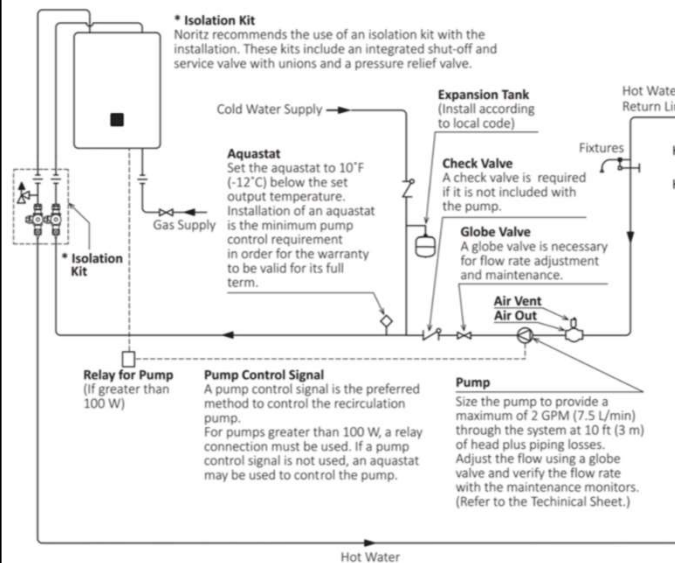 * Isolation Kit
Noritz recommends the use of an isolation kit with the
installation. These kits include an integrated shut-off and
service valve with unions and a pressure relief valve.
Cold Water Supply
Expansion Tank
(Install according
to local code)
Hot Wate
Return Li
Fixtures
Aquastat
Set the aquastat to 10°F
(-12°C) below the set
output temperature.
Installation of an aquastat
is the minimum pump
control requirement
in order for the warranty
to be valid for its full
term.
Check Valve
A check valve is required
if it is not included with
the pump.
Gas Supply
Globe Valve
A globe valve is necessary
for flow rate adjustment
and maintenance.
* Isolation
Kit
Air Vent
Air Out
Relay for Pump
(If greater than
100 W)
Pump Control Signal
A pump control signal is the preferred
method to control the recirculation
pump.
For pumps greater than 100 W, a relay
connection must be used. If a pump
control signal is not used, an aquastat
may be used to control the pump.
Pump
Size the pump to provide a
maximum of 2 GPM (7.5 L/min)
through the system at 10 ft (3 m)
of head plus piping losses.
Adjust the flow using a globe
valve and verify the flow rate
with the maintenance monitors.
(Refer to the Techinical Sheet.)
Hot Water